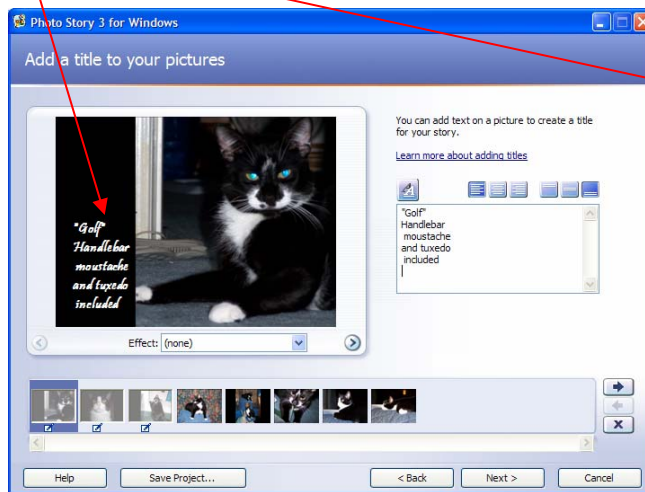 Photo Story 3 for Windows
Add a title to your pictures
You can add text on a picture to create a title
for your story.
Learn more about adding titles
"Golf"
Handlebar
moustache
and tuxedo
included
"Golf"
Handlebar
moustache
and tuxedo
included
Effect: (none)
Help
Save Project...
< Back
Next >
Cancel